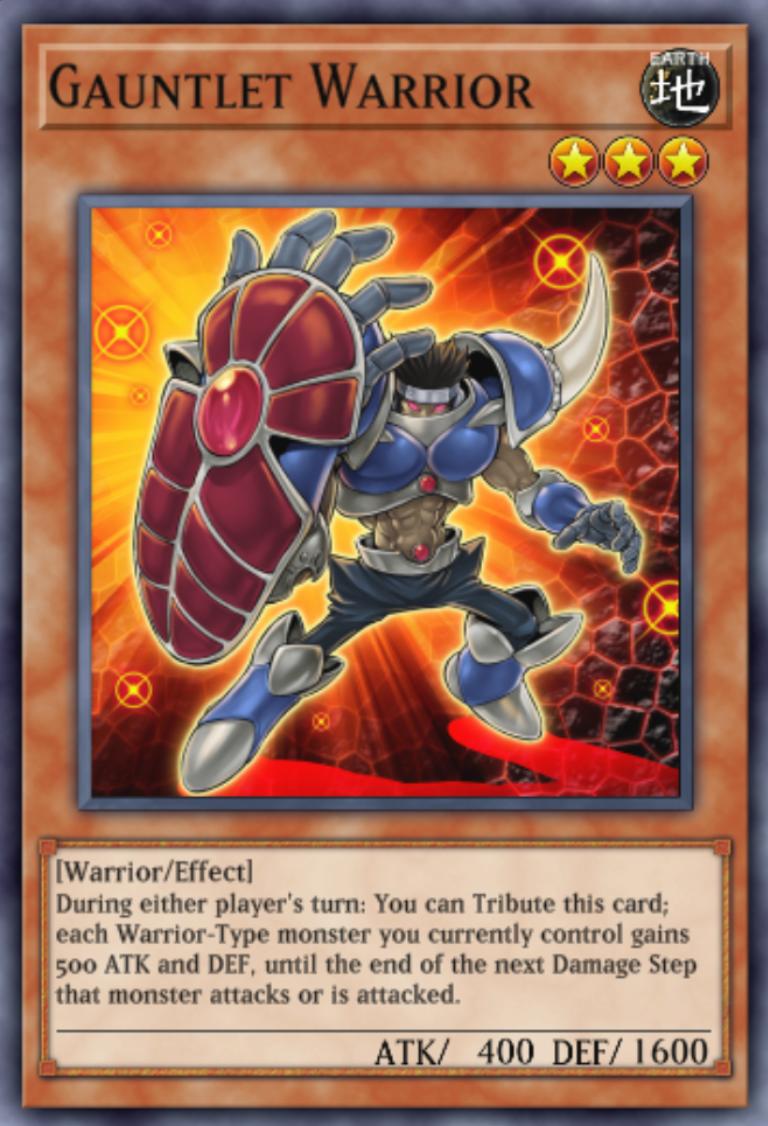 Gauntlet Warrior
EARTH
地
[Warrior/Effect]
During either player's turn: You can Tribute this card;
each Warrior-Type monster you currently control gains
500 ATK and DEF, until the end of the next Damage Step
that monster attacks or is attacked.
ATK/ 400 DEF/ 1600